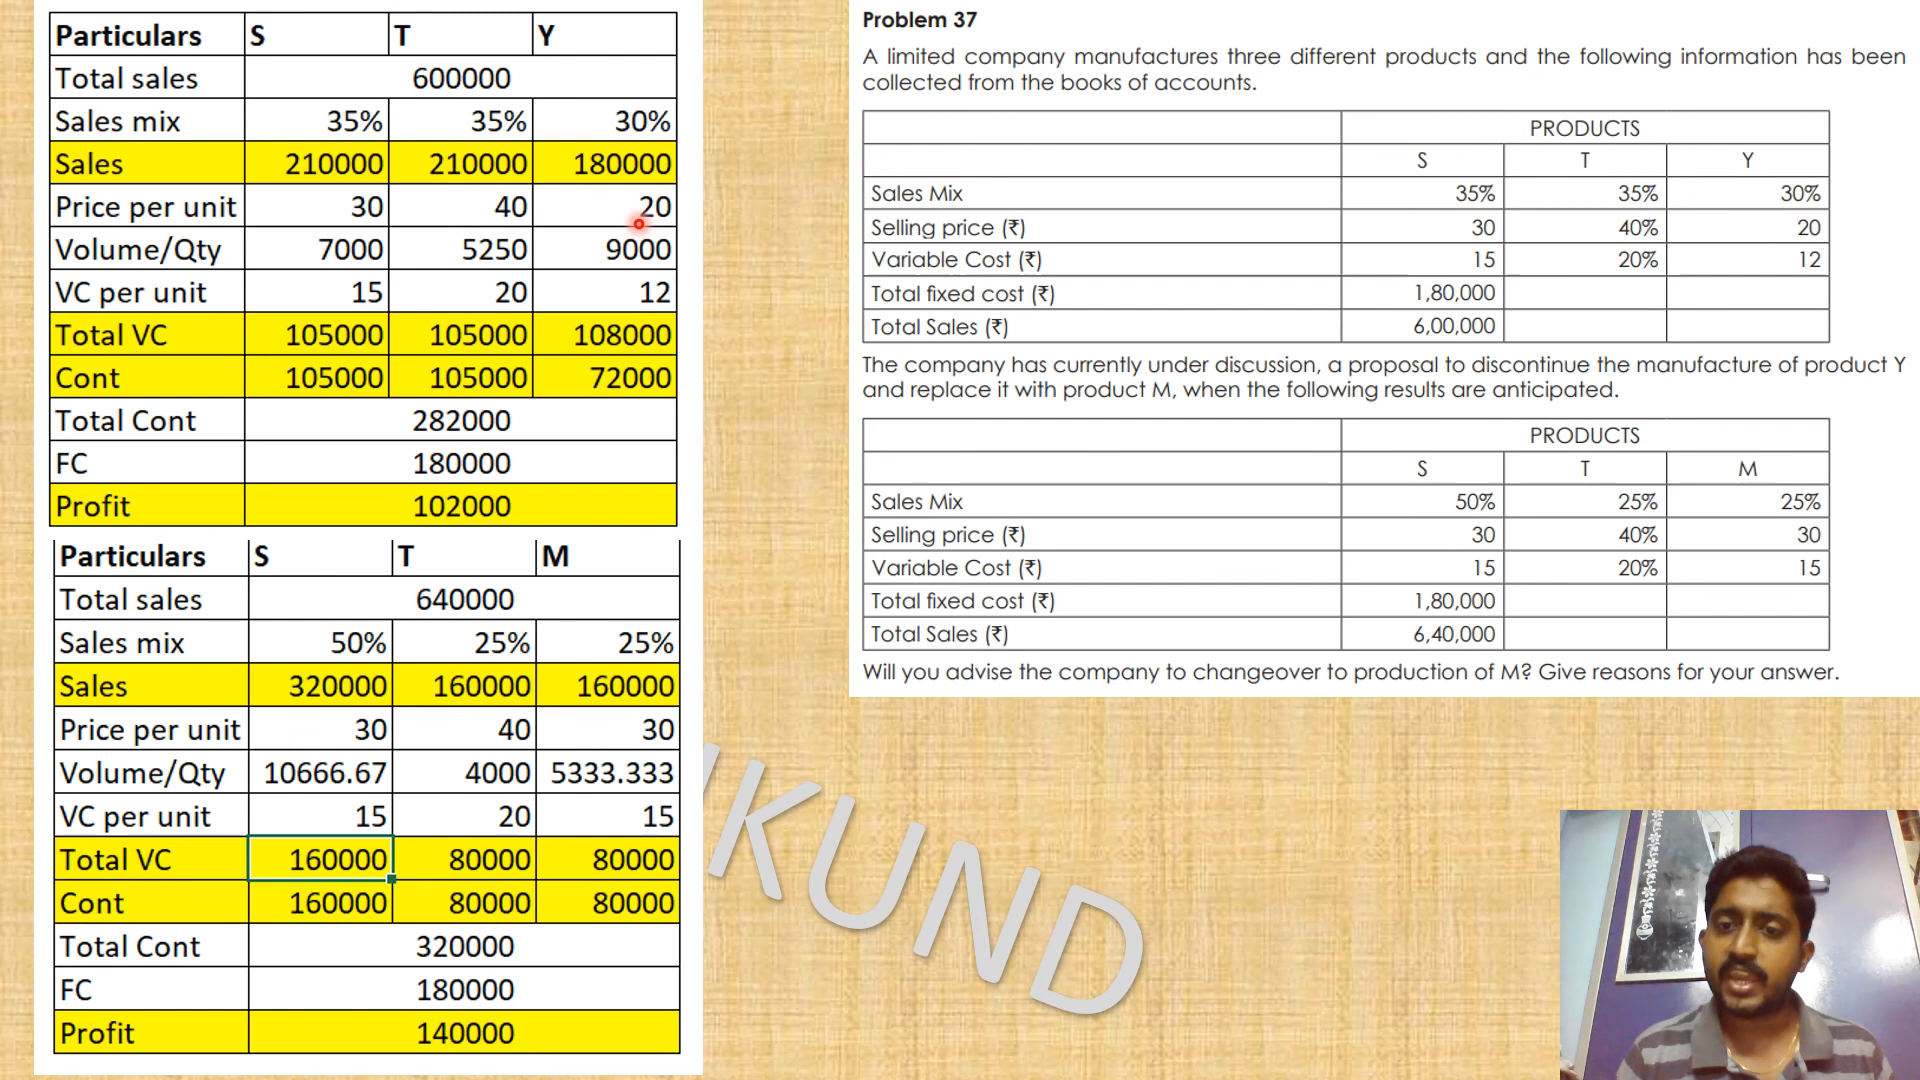 Particulars S T Y
Total sales 600000
Sales mix 35% 35% 30%
Sales 210000 210000 180000
Price per unit 30 40 20
Volume/Qty 7000 5250 9000
VC per unit 15 20 12
Total VC 105000 105000 108000
Cont 105000 105000 72000
Total Cont 282000
FC 180000
Profit 102000
Particulars S T M
Total sales 640000
Sales mix 50% 25% 25%
Sales 320000 160000 160000
Price per unit 30 40 30
Volume/Qty 10666.67 4000 5333.333
VC per unit 15 20 15
Total VC 160000 80000 80000
Cont 160000 80000 80000
Total Cont 320000
FC 180000
Profit 140000
Problem 37
A limited company manufactures three different products and the following information has been
collected from the books of accounts.
PRODUCTS
S T Y
Sales Mix 35% 35% 30%
Selling price (₹) 30 40% 20
Variable Cost (₹) 15 20% 12
Total fixed cost (₹) 1,80,000
Total Sales (₹) 6,00,000
The company has currently under discussion, a proposal to discontinue the manufacture of product Y
and replace it with product M, when the following results are anticipated.
PRODUCTS
S T M
Sales Mix 50% 25% 25%
Selling price (₹) 30 40% 30
Variable Cost (₹) 15 20% 15
Total fixed cost (₹) 1,80,000
Total Sales (₹) 6,40,000
Will you advise the company to changeover to production of M? Give reasons for your answer.
KUND